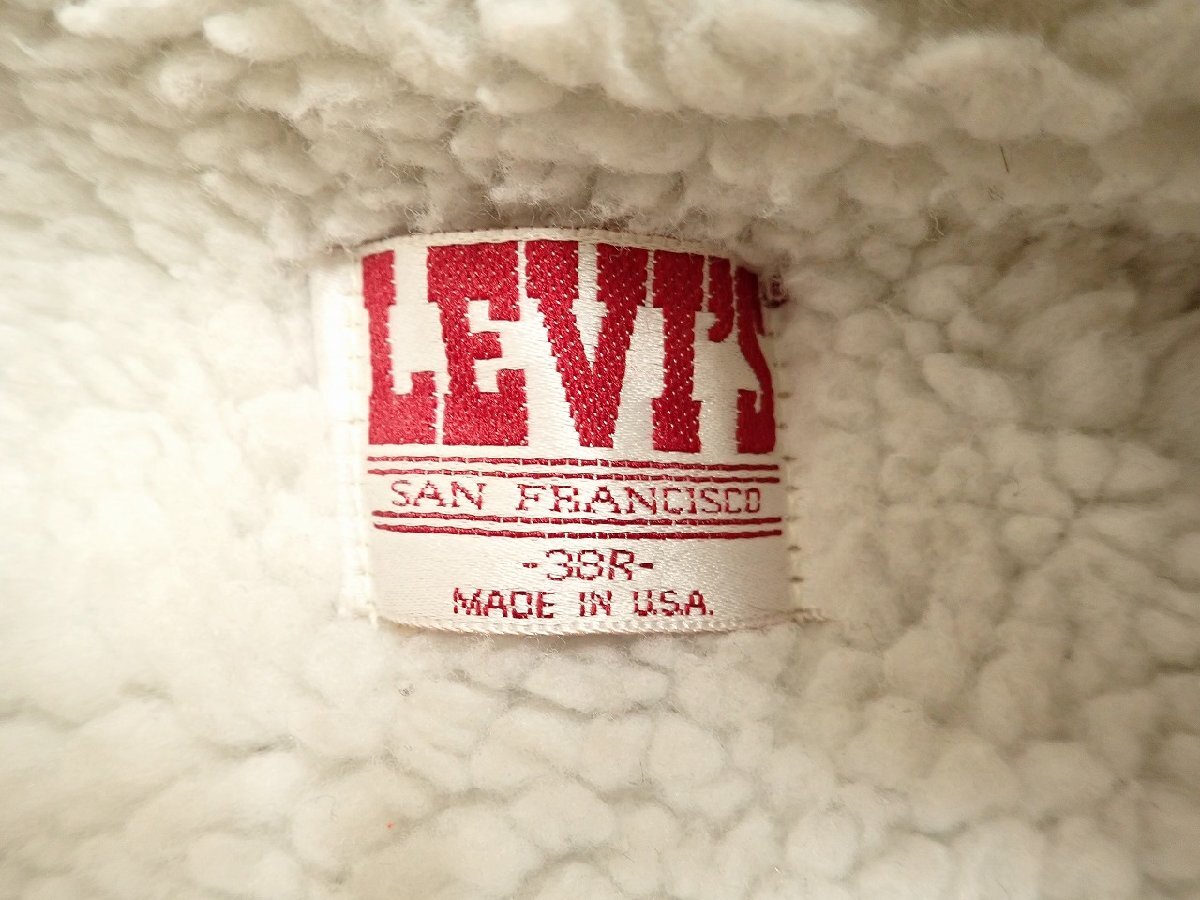 LEVI'S®
SAN FRANCISCO
-38R-
MADE IN U.S.A.